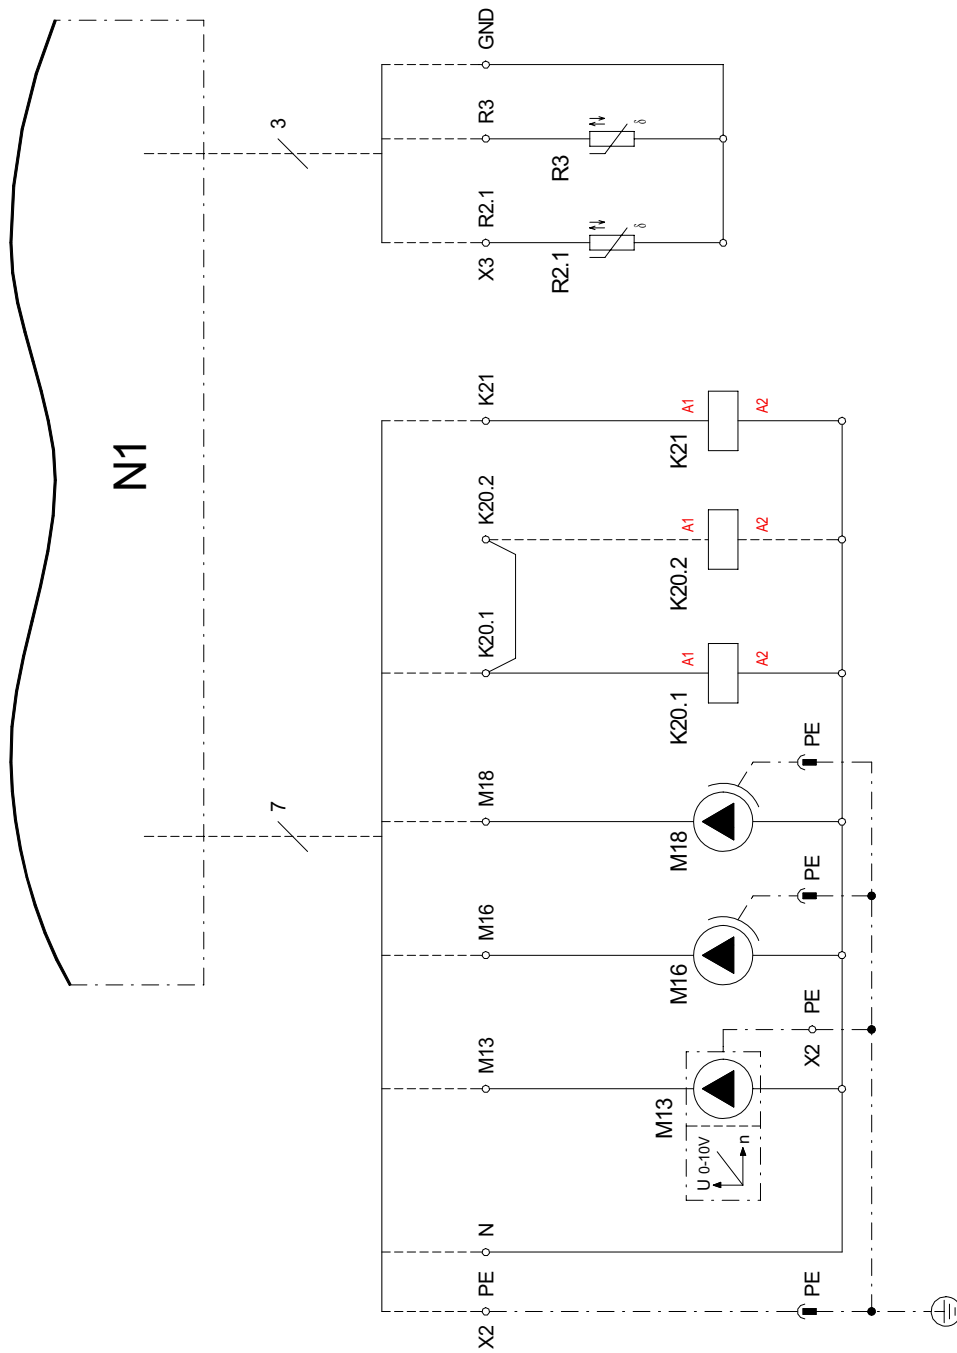 N1
7
3
X2
PE
N
M13
M16
M18
K20.1
K20.2
K21
X3
R2.1
R3
GND
R2.1
R3
δ
δ
U 0-10V
n
M13
M16
M18
K20.1
K20.2
K21
A1
A1
A1
A2
A2
A2
PE
X2
PE
PE
PE